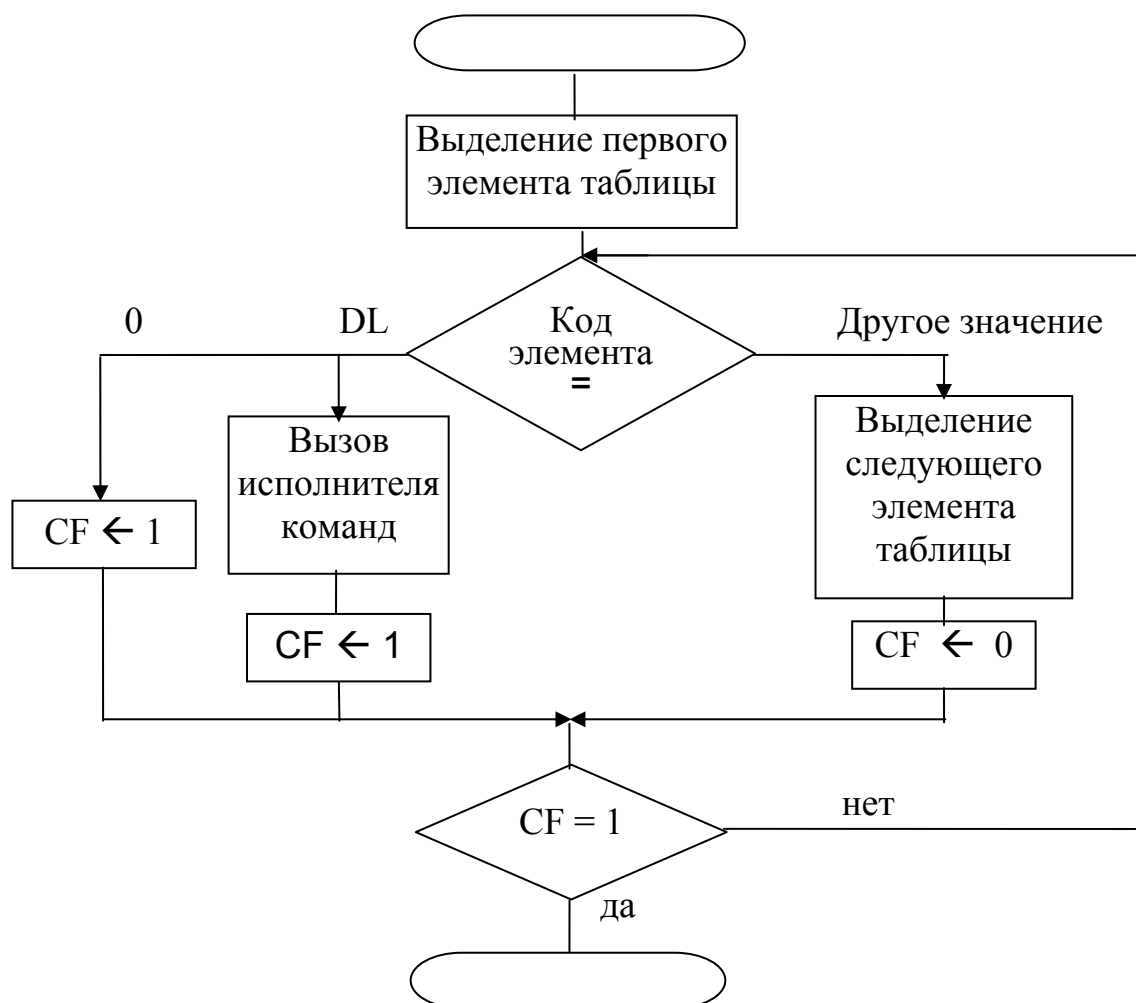 Выделение первого
элемента таблицы
0
DL
Код
элемента
=
Другое значение
Вызов
исполнителя
команд
Выделение
следующего
элемента
таблицы
CF ← 1
CF ← 1
CF ← 0
CF = 1
нет
да